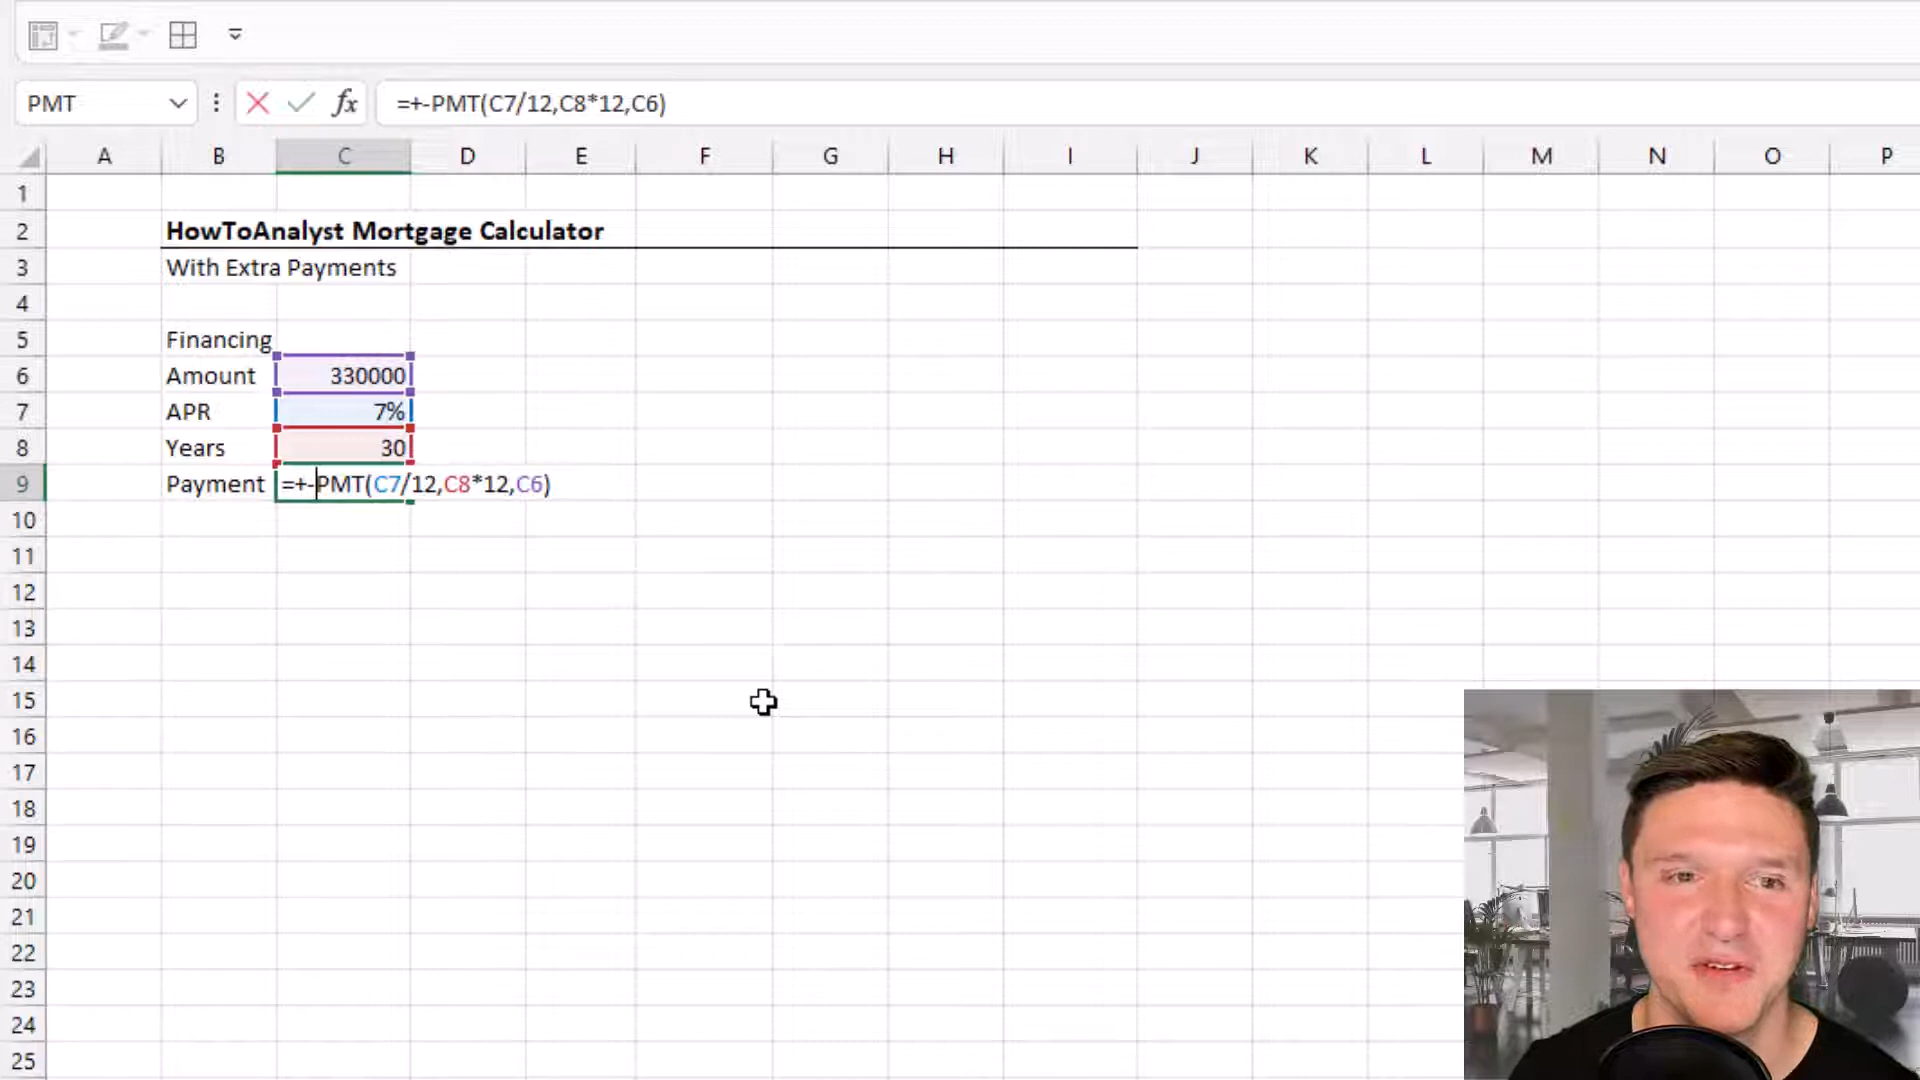 PMT fx =+-PMT(C7/12,C8*12,C6)
A B C D E F G H I J K L M N O P
1
2 HowToAnalyst Mortgage Calculator
3 With Extra Payments
4
5 Financing
6 Amount 330000
7 APR 7%
8 Years 30
9 Payment =+-PMT(C7/12,C8*12,C6)
10
11
12
13
14
15
16
17
18
19
20
21
22
23
24
25